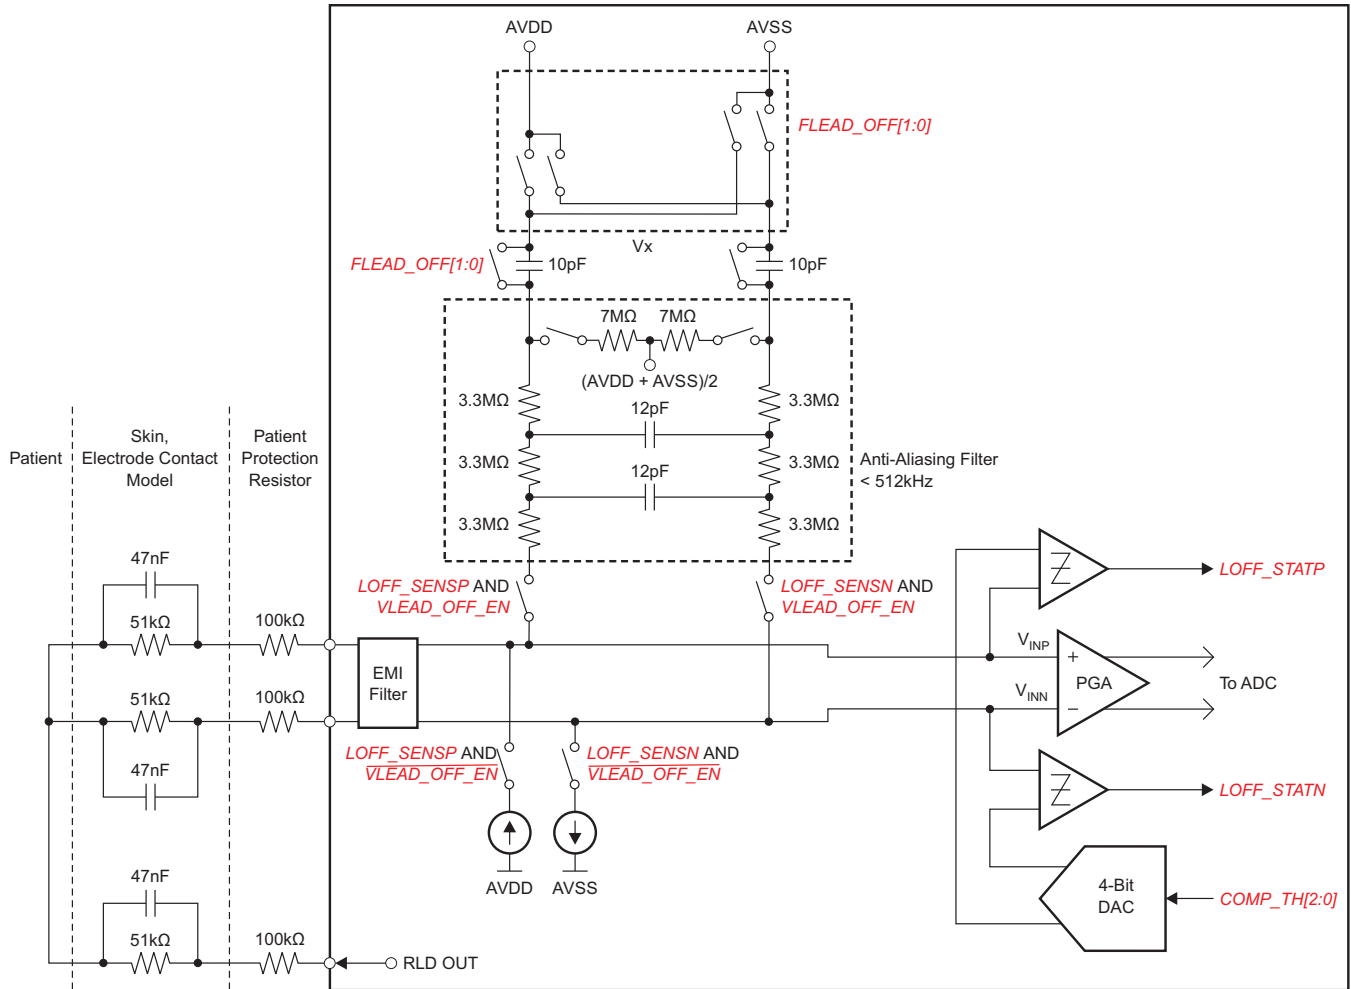 AVDD
AVSS
FLEAD_OFF[1:0]
Vx
FLEAD_OFF[1:0]
10pF
10pF
7MΩ
7MΩ
(AVDD + AVSS)/2
3.3MΩ
12pF
3.3MΩ
3.3MΩ
12pF
3.3MΩ
Anti-Aliasing Filter
< 512kHz
3.3MΩ
3.3MΩ
Patient
Skin,
Electrode Contact
Model
Patient
Protection
Resistor
47nF
51kΩ
100kΩ
LOFF_SENSP AND
VLEAD_OFF_EN
LOFF_SENSN AND
VLEAD_OFF_EN
LOFF_STATP
EMI
Filter
VINP
+
PGA
To ADC
VINN
−
51kΩ
100kΩ
47nF
LOFF_SENSP AND
VLEAD_OFF_EN
LOFF_SENSN AND
VLEAD_OFF_EN
LOFF_STATN
AVDD
AVSS
4-Bit
DAC
COMP_TH[2:0]
47nF
51kΩ
100kΩ
RLD OUT